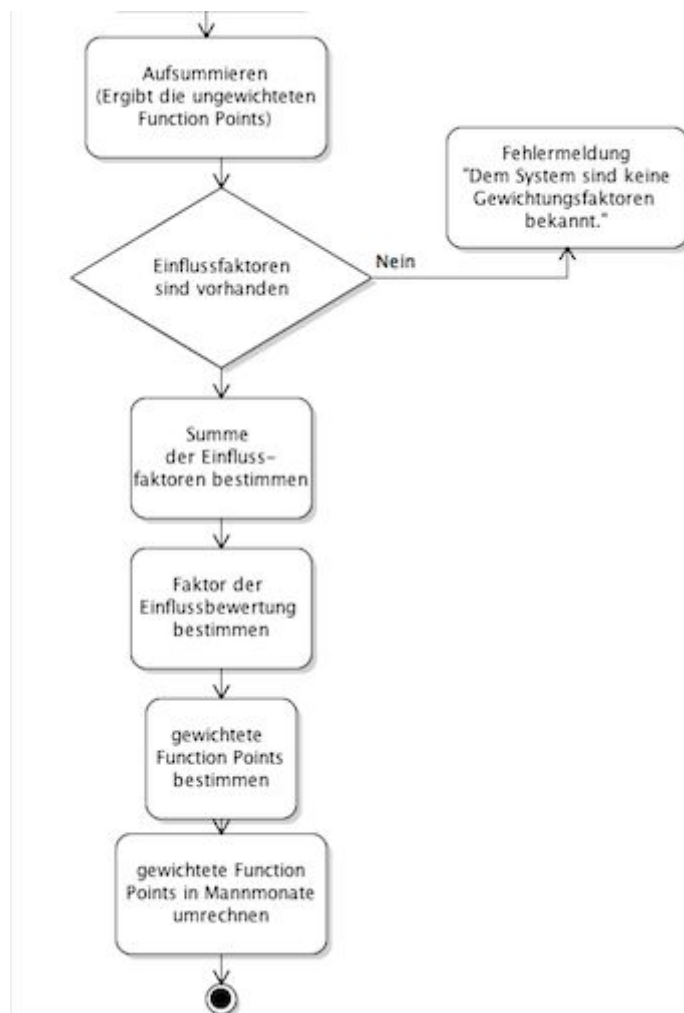 Aufsummieren
(Ergibt die ungewichteten
Function Points)
Fehlermeldung
"Dem System sind keine
Gewichtungsfaktoren
bekannt."
Einflussfaktoren
sind vorhanden
Nein
Summe
der Einfluss-
faktoren bestimmen
Faktor der
Einflussbewertung
bestimmen
gewichtete
Function Points
bestimmen
gewichtete Function
Points in Mannmonate
umrechnen